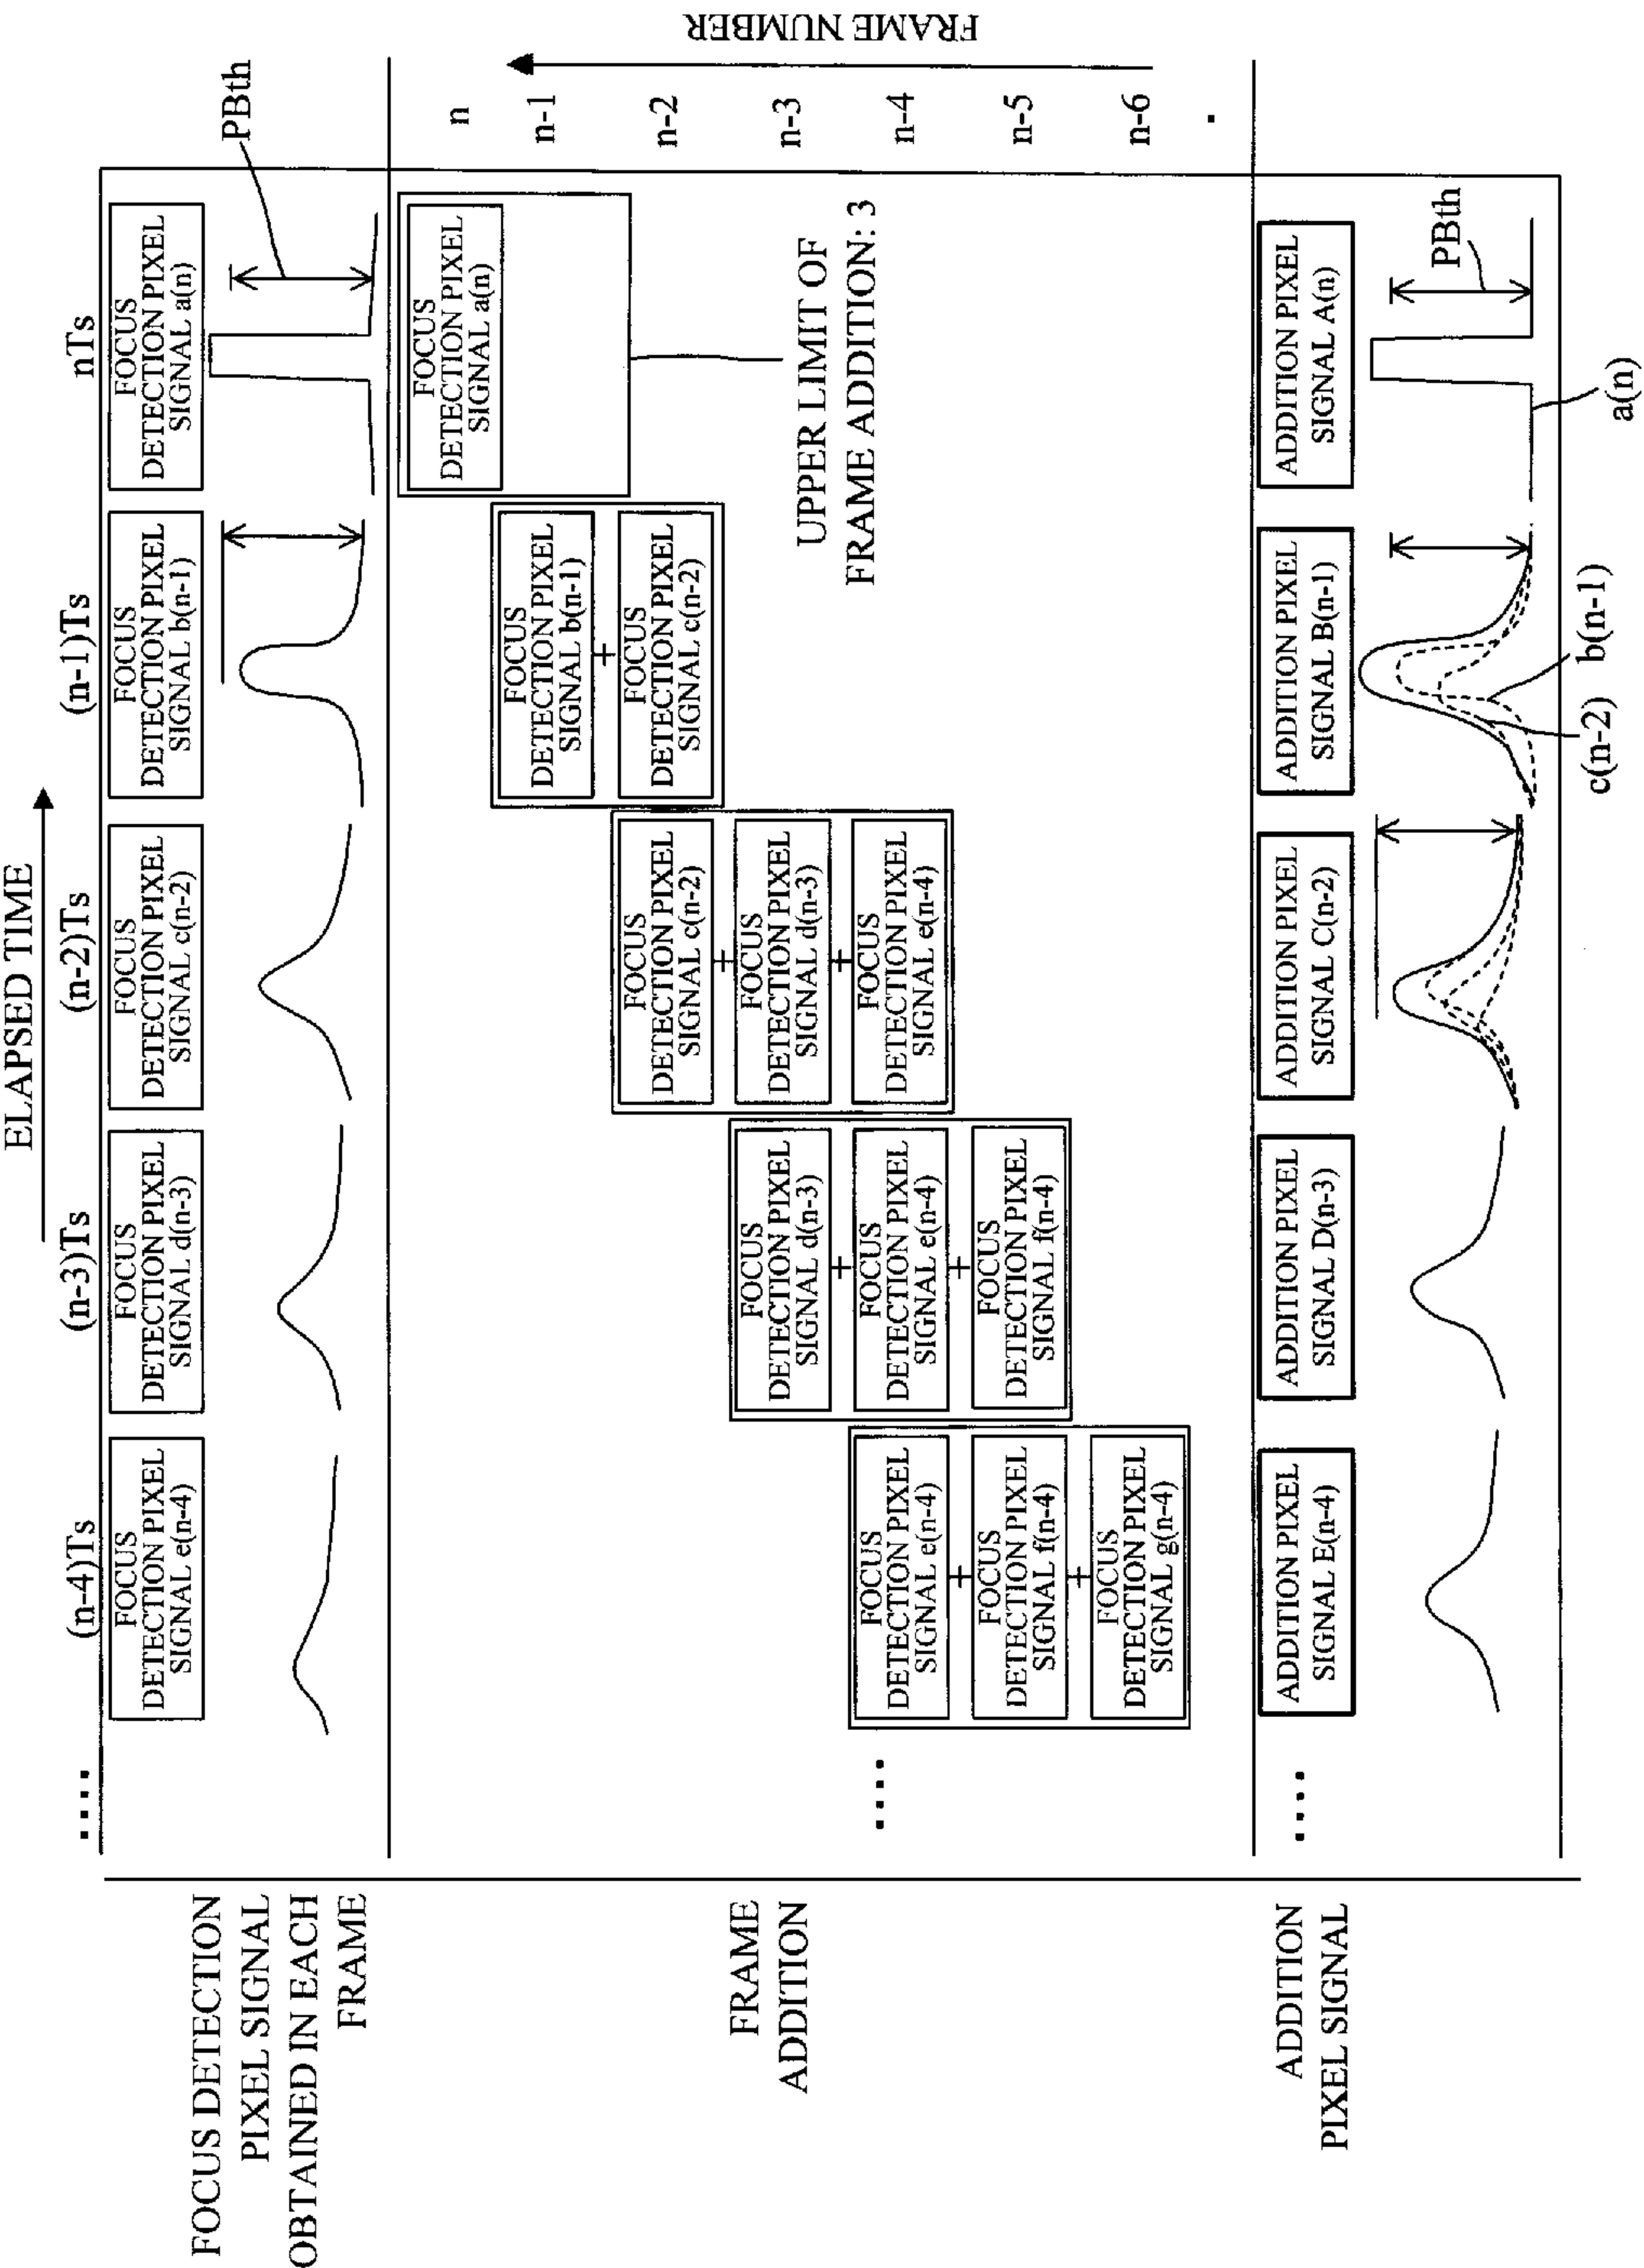 ELAPSED TIME
....
(n-4)Ts
(n-3)Ts
(n-2)Ts
(n-1)Ts
nTs
FOCUS DETECTION
PIXEL SIGNAL
OBTAINED IN EACH
FRAME
FOCUS
DETECTION PIXEL
SIGNAL e(n-4)
FOCUS
DETECTION PIXEL
SIGNAL d(n-3)
FOCUS
DETECTION PIXEL
SIGNAL c(n-2)
FOCUS
DETECTION PIXEL
SIGNAL b(n-1)
FOCUS
DETECTION PIXEL
SIGNAL a(n)
PBth
FRAME
ADDITION
....
FOCUS
DETECTION PIXEL
SIGNAL e(n-4)
+
FOCUS
DETECTION PIXEL
SIGNAL f(n-4)
+
FOCUS
DETECTION PIXEL
SIGNAL g(n-4)
FOCUS
DETECTION PIXEL
SIGNAL d(n-3)
+
FOCUS
DETECTION PIXEL
SIGNAL e(n-4)
+
FOCUS
DETECTION PIXEL
SIGNAL f(n-4)
FOCUS
DETECTION PIXEL
SIGNAL c(n-2)
+
FOCUS
DETECTION PIXEL
SIGNAL d(n-3)
+
FOCUS
DETECTION PIXEL
SIGNAL e(n-4)
FOCUS
DETECTION PIXEL
SIGNAL b(n-1)
+
FOCUS
DETECTION PIXEL
SIGNAL c(n-2)
FOCUS
DETECTION PIXEL
SIGNAL a(n)
UPPER LIMIT OF
FRAME ADDITION: 3
n
n-1
n-2
n-3
n-4
n-5
n-6
.
FRAME NUMBER
ADDITION
PIXEL SIGNAL
....
ADDITION PIXEL
SIGNAL E(n-4)
ADDITION PIXEL
SIGNAL D(n-3)
ADDITION PIXEL
SIGNAL C(n-2)
ADDITION PIXEL
SIGNAL B(n-1)
ADDITION PIXEL
SIGNAL A(n)
PBth
c(n-2)
b(n-1)
a(n)